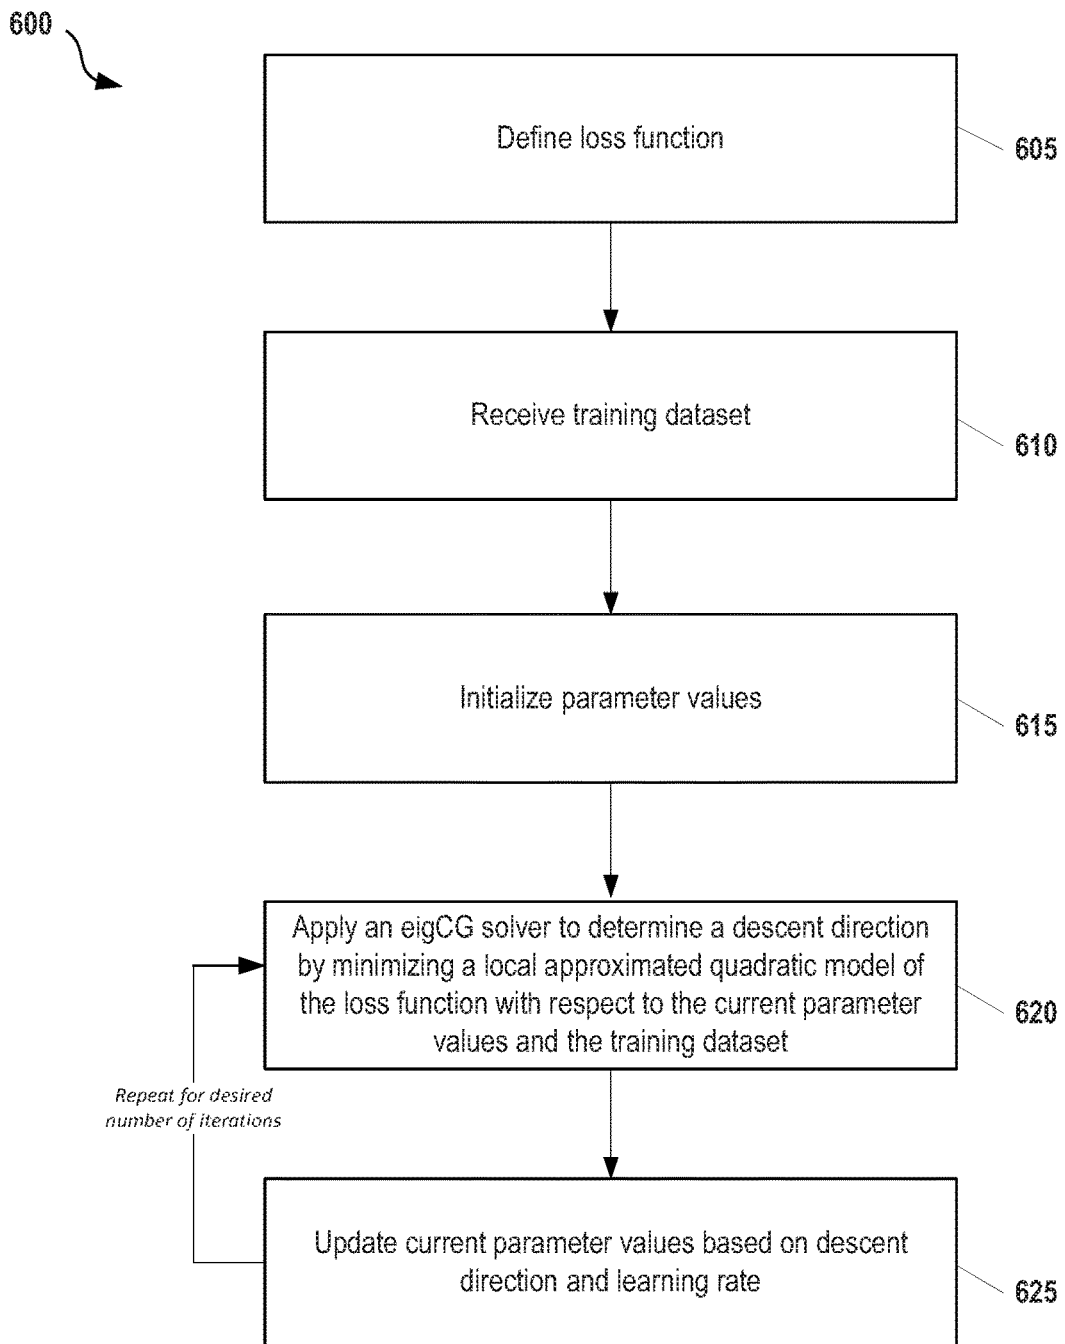 600
Define loss function
605
Receive training dataset
610
Initialize parameter values
615
Apply an eigCG solver to determine a descent direction
by minimizing a local approximated quadratic model of
the loss function with respect to the current parameter
values and the training dataset
620
Repeat for desired
number of iterations
Update current parameter values based on descent
direction and learning rate
625